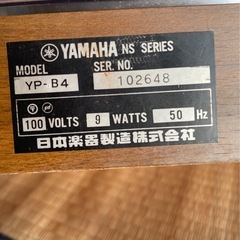 YAMAHA NS SERIES
MODEL SER. NO.
YP-B4 102648
100 VOLTS 9 WATTS 50 Hz
日本楽器製造株式会社